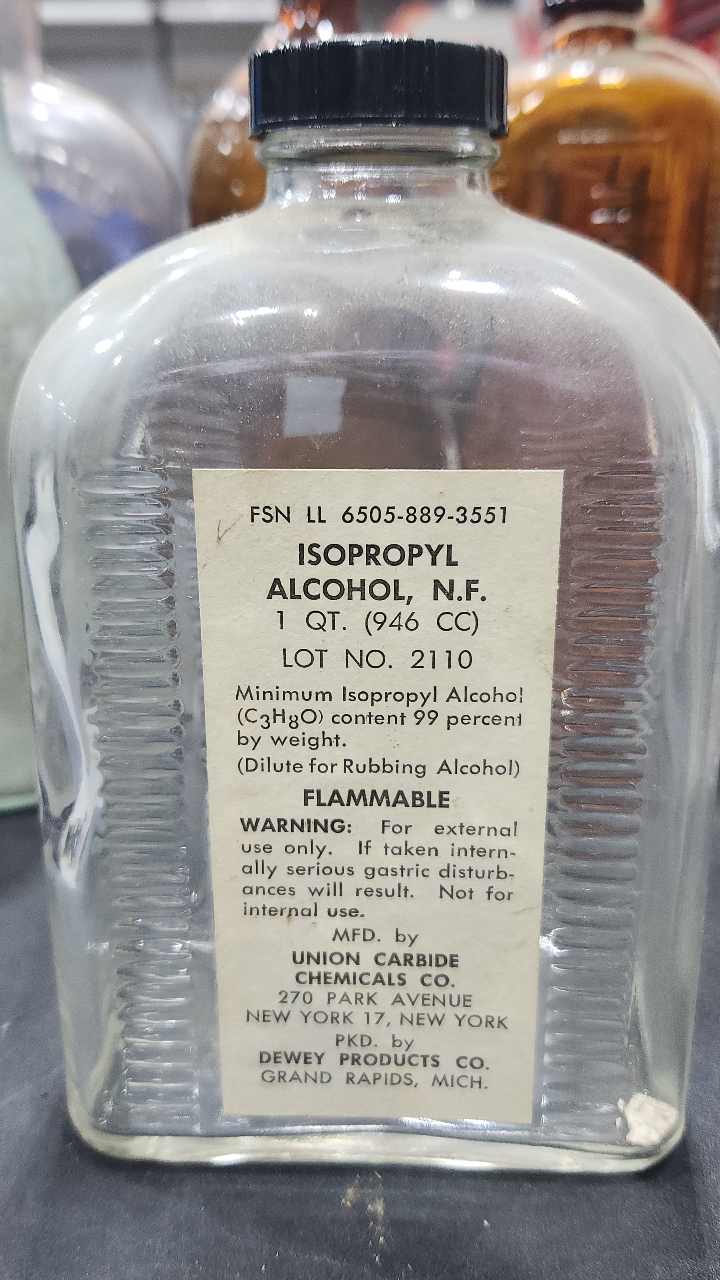 FSN LL 6505-889-3551
ISOPROPYL
ALCOHOL, N.F.
1 QT. (946 CC)
LOT NO. 2110
Minimum Isopropyl Alcohol
(C3H8O) content 99 percent
by weight.
(Dilute for Rubbing Alcohol)
FLAMMABLE
WARNING: For external
use only. If taken intern-
ally serious gastric disturb-
ances will result. Not for
internal use.
MFD. by
UNION CARBIDE
CHEMICALS CO.
270 PARK AVENUE
NEW YORK 17, NEW YORK
PKD. by
DEWEY PRODUCTS CO.
GRAND RAPIDS, MICH.